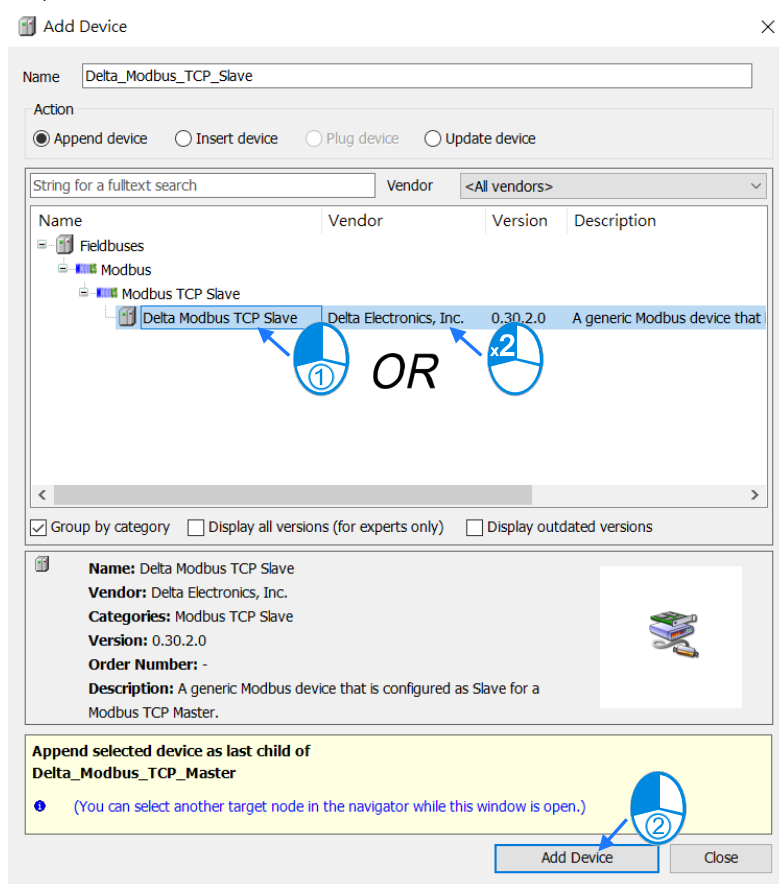 Add Device
Name Delta_Modbus_TCP_Slave
Action
Append device Insert device Plug device Update device
String for a fulltext search Vendor <All vendors>
Name Vendor Version Description
Fieldbuses
Modbus
Modbus TCP Slave
Delta Modbus TCP Slave Delta Electronics, Inc. 0.30.2.0 A generic Modbus device that
x2
1 OR
Group by category Display all versions (for experts only) Display outdated versions
Name: Delta Modbus TCP Slave
Vendor: Delta Electronics, Inc.
Categories: Modbus TCP Slave
Version: 0.30.2.0
Order Number: -
Description: A generic Modbus device that is configured as Slave for a
Modbus TCP Master.
Append selected device as last child of
Delta_Modbus_TCP_Master
(You can select another target node in the navigator while this window is open.)
2
Add Device Close